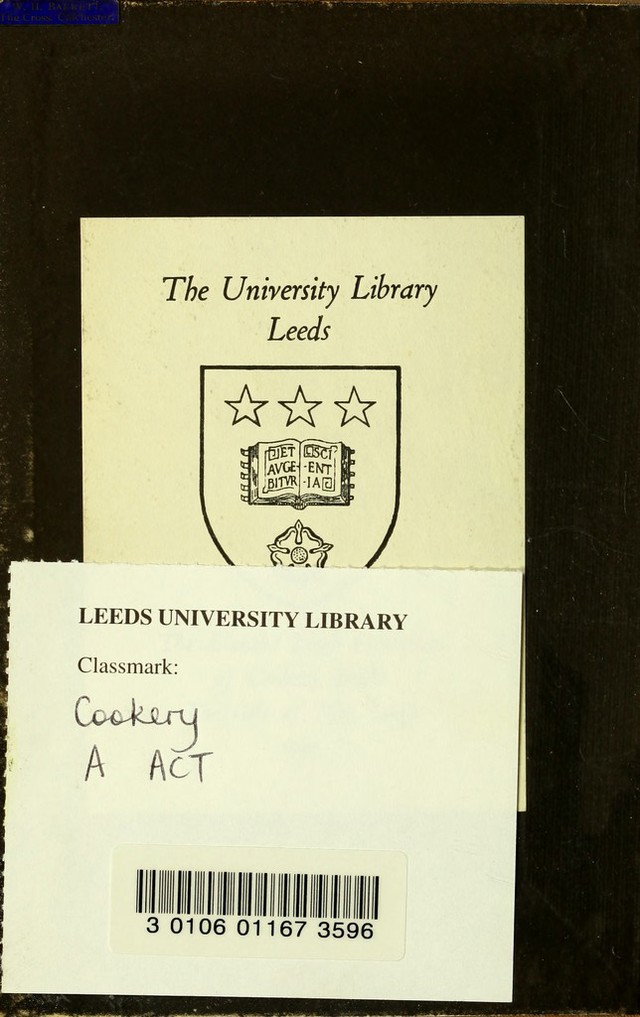 The University Library
Leeds
ET SCI
AVGE- -ENT
BITVR -IA
LEEDS UNIVERSITY LIBRARY
Classmark:
Cookery
A ACT
3 0106 01167 3596